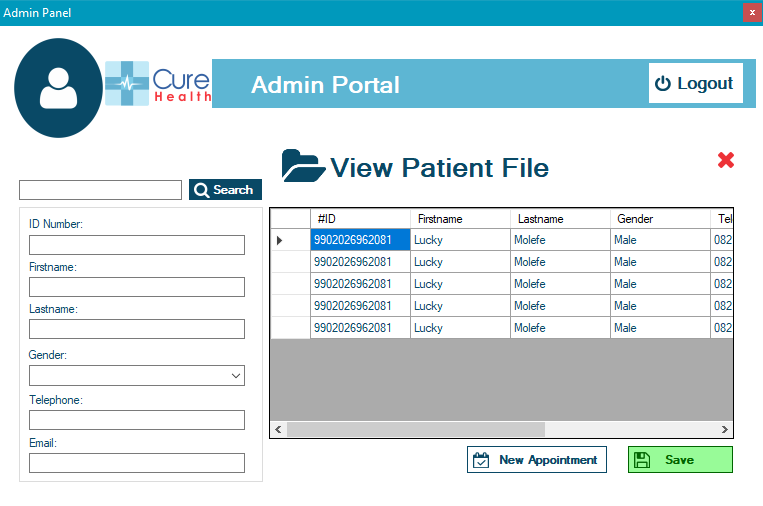 Admin Panel
x
Cure
Health
Admin Portal
Logout
View Patient File
Search
ID Number:
Firstname:
Lastname:
Gender:
Telephone:
Email:
#ID Firstname Lastname Gender Tel
9902026962081 Lucky Molefe Male 082
9902026962081 Lucky Molefe Male 082
9902026962081 Lucky Molefe Male 082
9902026962081 Lucky Molefe Male 082
9902026962081 Lucky Molefe Male 082
New Appointment
Save